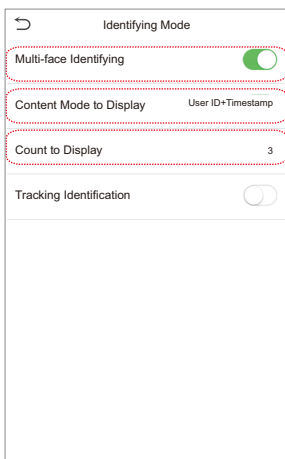 Identifying Mode
Multi-face Identifying
Content Mode to Display User ID+Timestamp
Count to Display 3
Tracking Identification